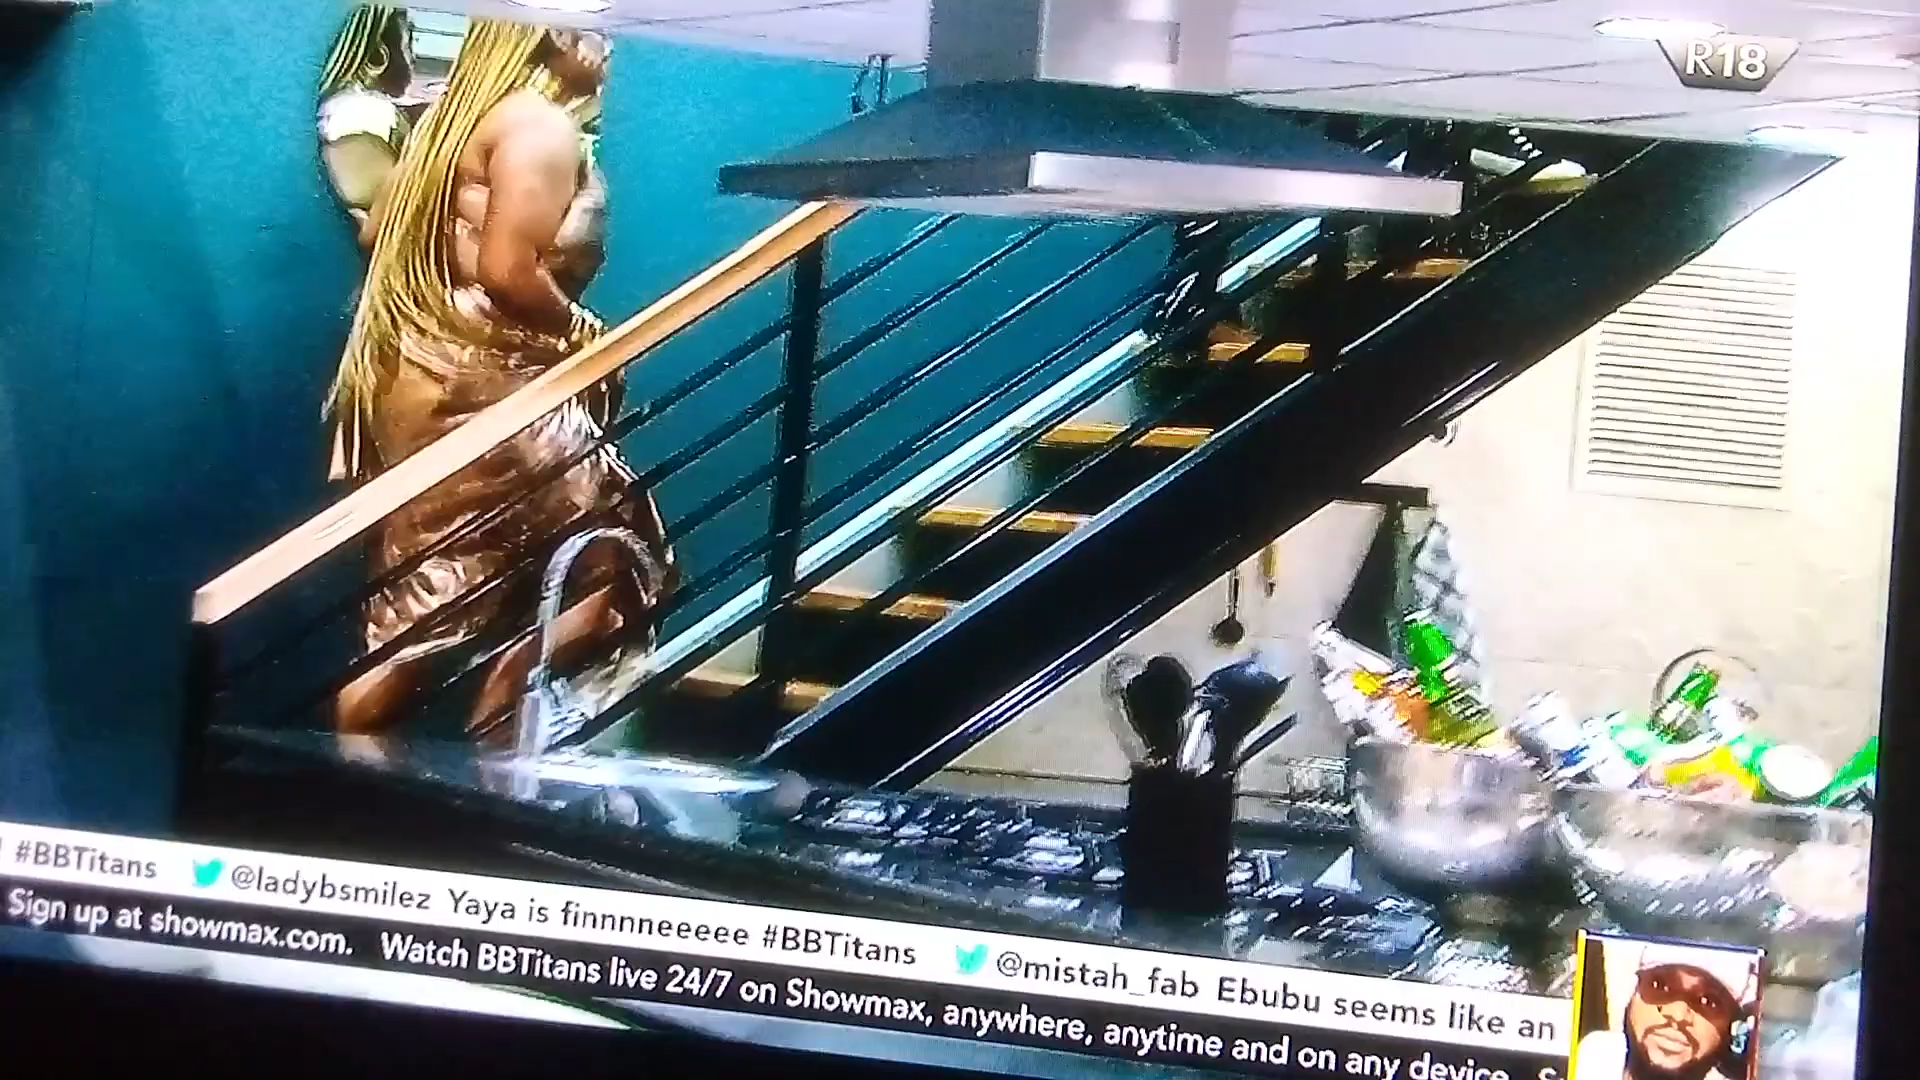 R18
#BBTitans @ladybsmilez Yaya is finnnneeeee #BBTitans @mistah_fab Ebubu seems like an
Sign up at showmax.com. Watch BBTitans live 24/7 on Showmax, anywhere, anytime and on any device.